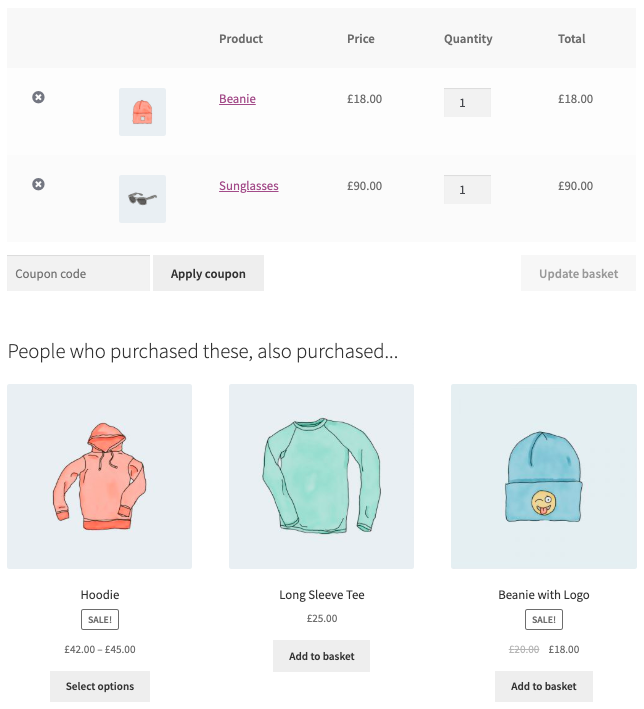 Product Price Quantity Total
Beanie £18.00 1 £18.00
Sunglasses £90.00 1 £90.00
Coupon code Apply coupon Update basket
People who purchased these, also purchased...
Hoodie
SALE!
£42.00 – £45.00
Select options
Long Sleeve Tee
£25.00
Add to basket
Beanie with Logo
SALE!
£20.00 £18.00
Add to basket